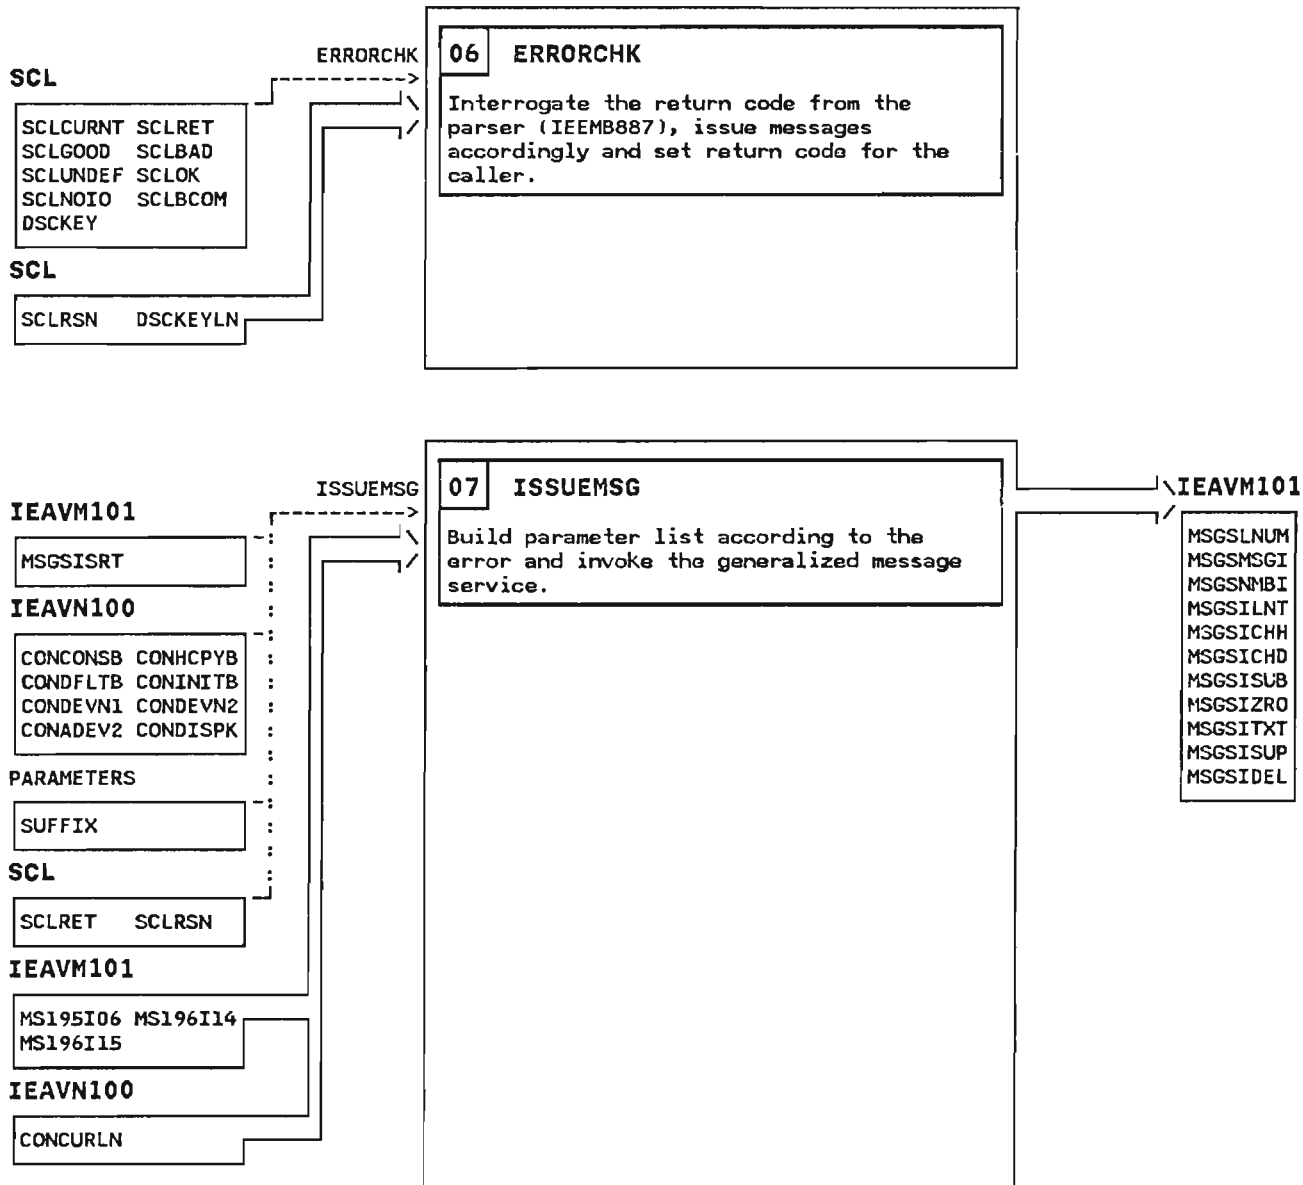 ERRORCHK
06 ERRORCHK
SCL
Interrogate the return code from the
parser (IEEMB887), issue messages
accordingly and set return code for the
caller.
SCLCURNT SCLRET
SCLGOOD SCLBAD
SCLUNDEF SCLOK
SCLNOIO SCLBCOM
DSCKEY
SCL
SCLRSN DSCKEYLN
ISSUEMSG
07 ISSUEMSG
Build parameter list according to the
error and invoke the generalized message
service.
IEAVM101
MSGSISRT
IEAVN100
CONCONSB CONHCPYB
CONDFLTB CONINITB
CONDEVN1 CONDEVN2
CONADEV2 CONDISPK
PARAMETERS
SUFFIX
SCL
SCLRET SCLRSN
IEAVM101
MS195I06 MS196I14
MS196I15
IEAVN100
CONCURLN
IEAVM101
MSGSLNUM
MSGSMSGI
MSGSNMBI
MSGSILNT
MSGSICHH
MSGSICHD
MSGSISUB
MSGSIZRO
MSGSITXT
MSGSISUP
MSGSIDEL